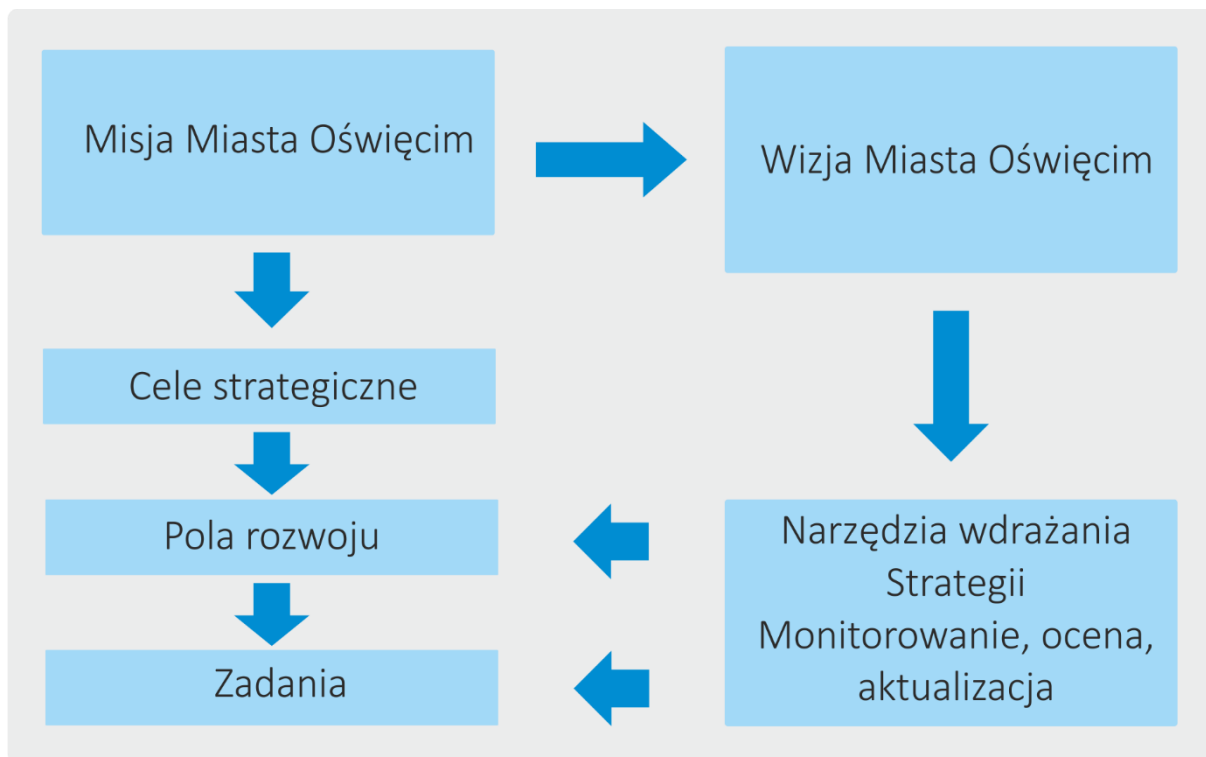 Misja Miasta Oświęcim
Wizja Miasta Oświęcim
Cele strategiczne
Pola rozwoju
Zadania
Narzędzia wdrażania
Strategii
Monitorowanie, ocena,
aktualizacja